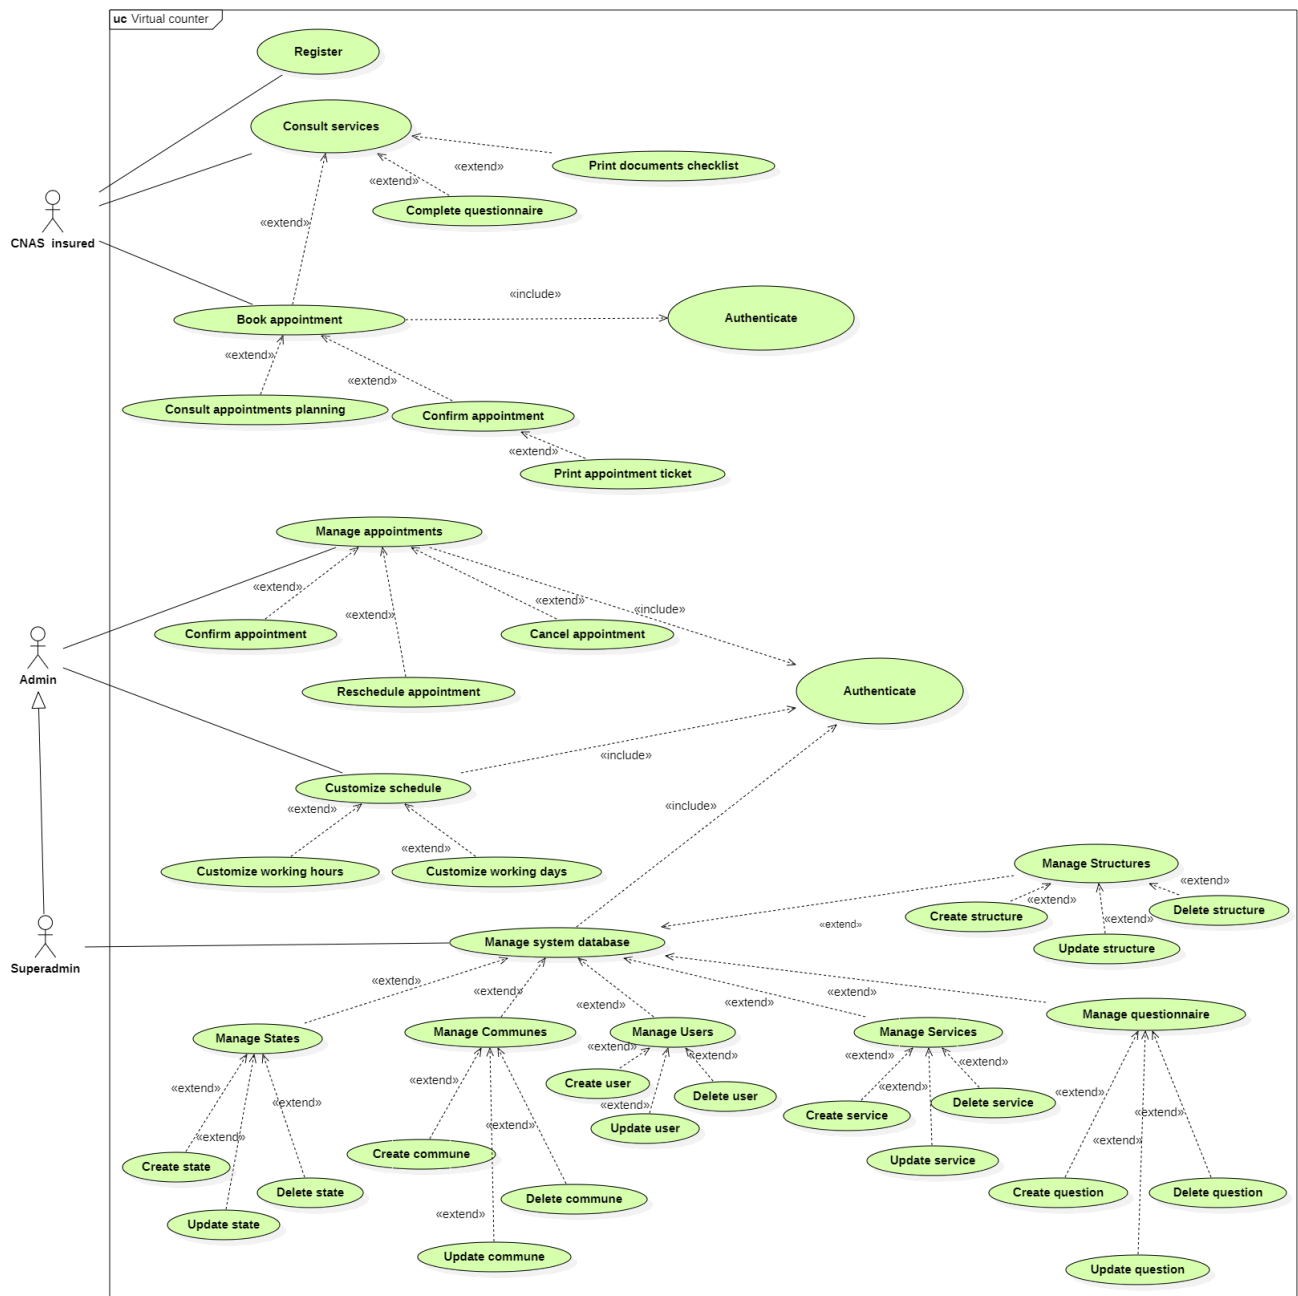 uc Virtual counter
Register
Consult services
«extend»
Print documents checklist
«extend»
Complete questionnaire
«extend»
CNAS  insured
«include»
Book appointment
Authenticate
«extend»
«extend»
Consult appointments planning
Confirm appointment
«extend»
Print appointment ticket
Manage appointments
«extend»
«extend»
«extend»
«include»
Confirm appointment
Cancel appointment
Admin
Reschedule appointment
Authenticate
«include»
Customize schedule
«extend»
«include»
«extend»
Customize working hours
Customize working days
Manage Structures
«extend»
«extend»
Create structure
Delete structure
«extend»
«extend»
Update structure
Manage system database
Superadmin
«extend»
«extend»
«extend»
«extend»
«extend»
Manage States
Manage Communes
Manage Users
Manage Services
Manage questionnaire
«extend»
«extend»
«extend»
Create user
Delete user
«extend»
Update user
«extend»
Create service
Delete service
Update service
«extend»
«extend»
«extend»
Create state
Delete state
Update state
«extend»
«extend»
Create commune
Delete commune
«extend»
Update commune
«extend»
«extend»
«extend»
Create question
Delete question
Update question